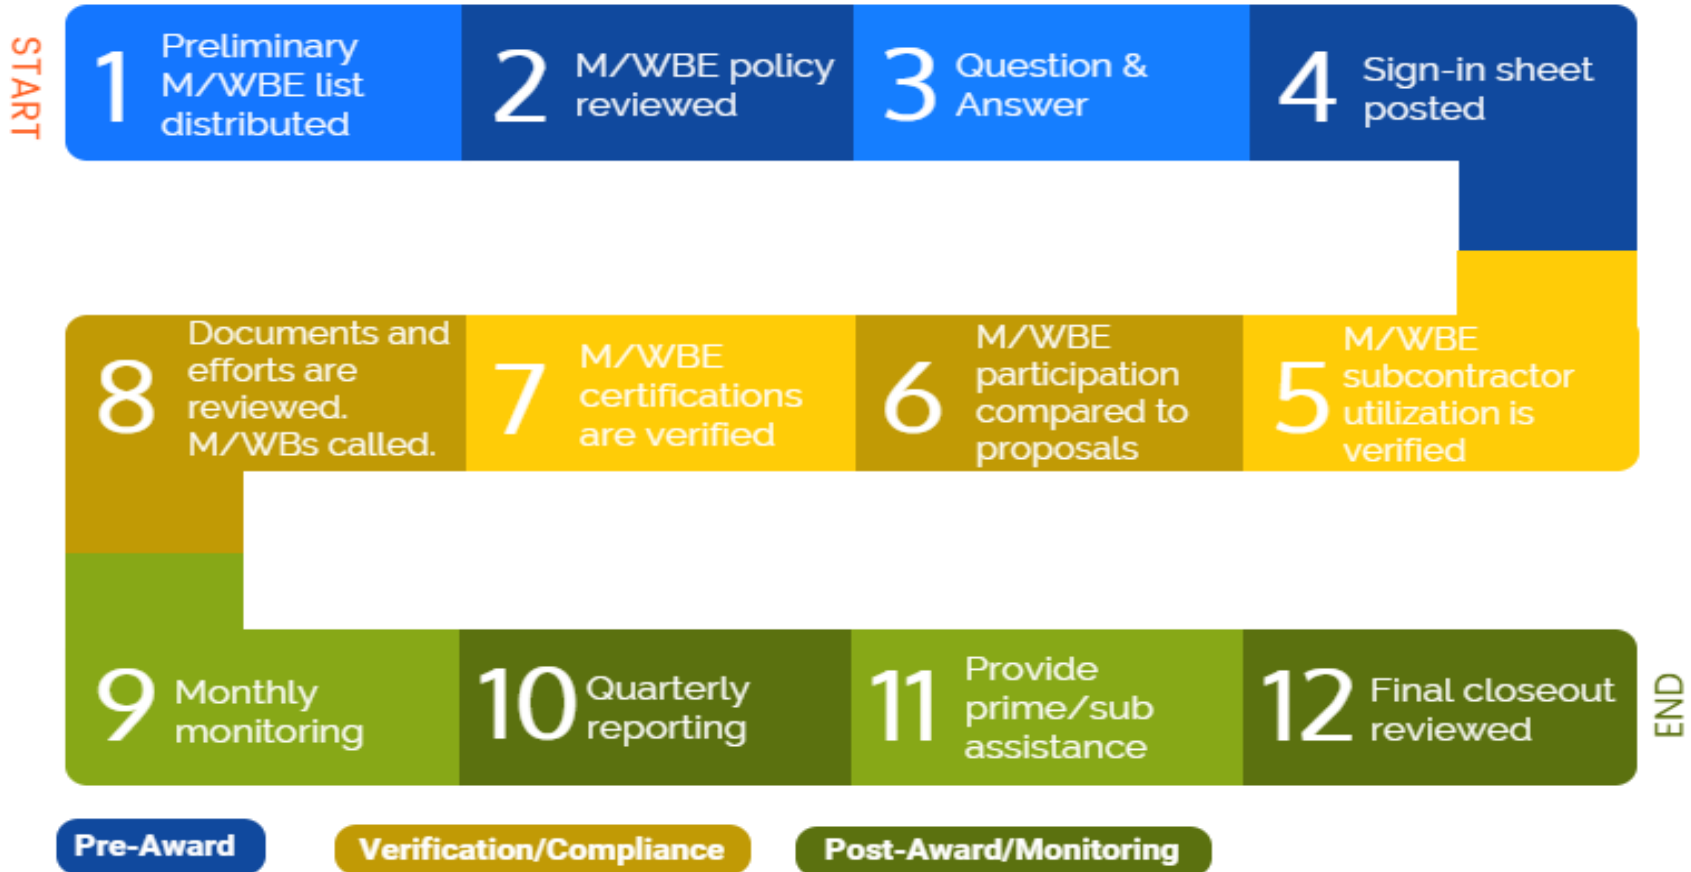 START
1
Preliminary
M/WBE list
distributed
2
M/WBE policy
reviewed
3
Question &
Answer
4
Sign-in sheet
posted
5
M/WBE
subcontractor
utilization is
verified
6
M/WBE
participation
compared to
proposals
7
M/WBE
certifications
are verified
8
Documents and
efforts are
reviewed.
M/WBs called.
9
Monthly
monitoring
10
Quarterly
reporting
11
Provide
prime/sub
assistance
12
Final closeout
reviewed
END
Pre-Award
Verification/Compliance
Post-Award/Monitoring